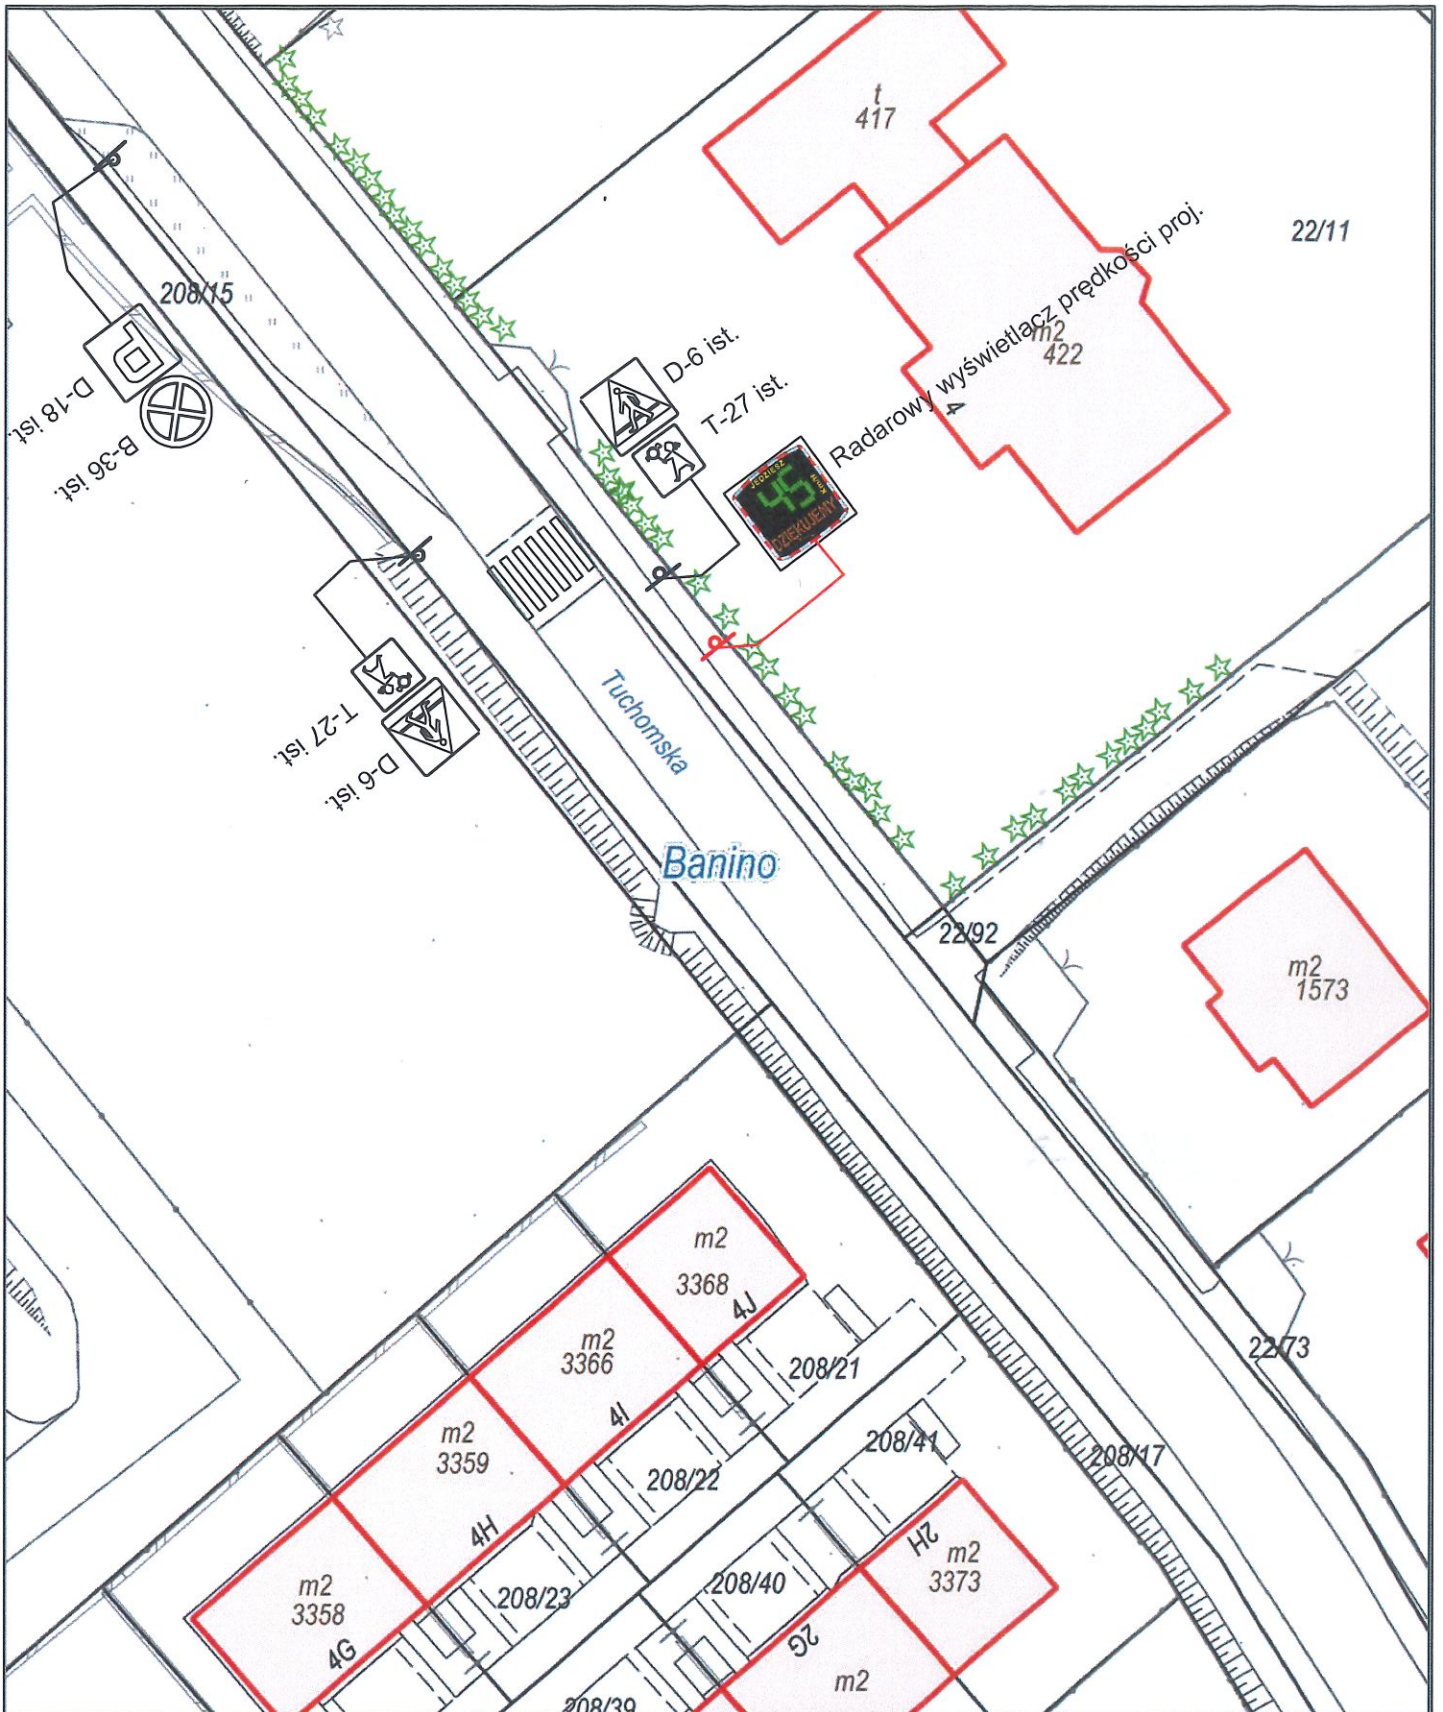 t
417
22/11
208/15
m2
422
4
Radarowy wyświetlacz prędkości proj.
D-6 ist.
T-27 ist.
JEDZIESZ
45
Km/h
DZIĘKUJEMY
P
D-18 ist.
B-36 ist.
T-27 ist.
D-6 ist.
Tuchomska
Banino
22/92
m2
1573
m2
3368
4J
m2
3366
4I
208/21
22/73
m2
3359
4H
208/22
208/41
208/17
m2
3358
4G
208/23
208/40
2H
m2
3373
2G
m2
208/39